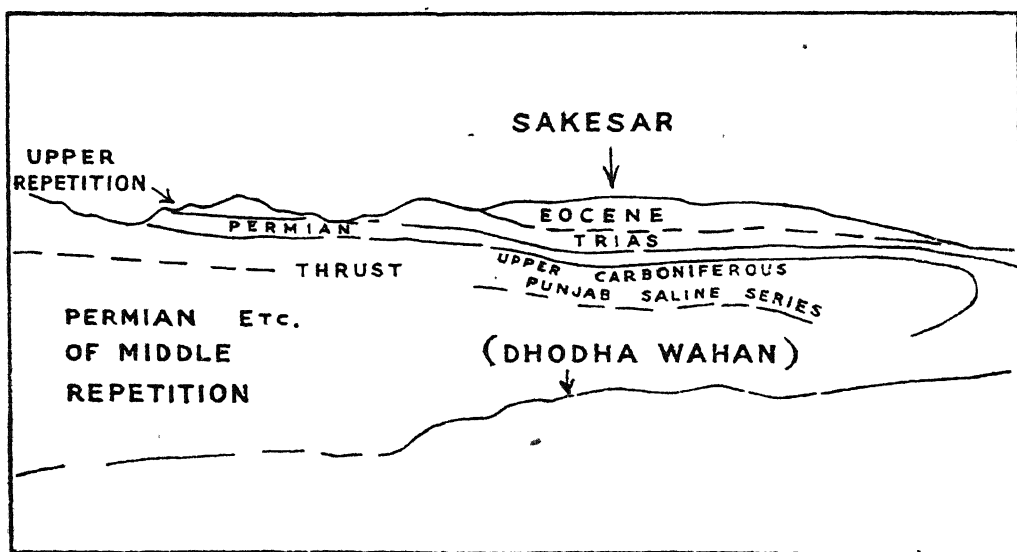 SAKESAR
UPPER
REPETITION
EOCENE
PERMIAN
TRIAS
UPPER CARBONIFEROUS
THRUST
PUNJAB SALINE SERIES
PERMIAN ETC.
OF MIDDLE
REPETITION
(DHODHA WAHAN)